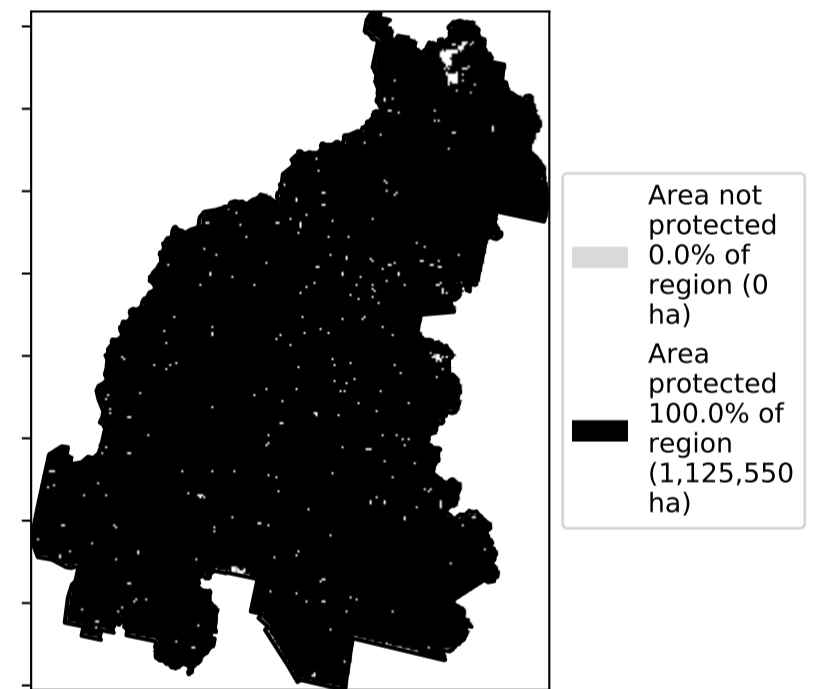 Area not
protected
0.0% of
region (0
ha)
Area
protected
100.0% of
region
(1,125,550
ha)